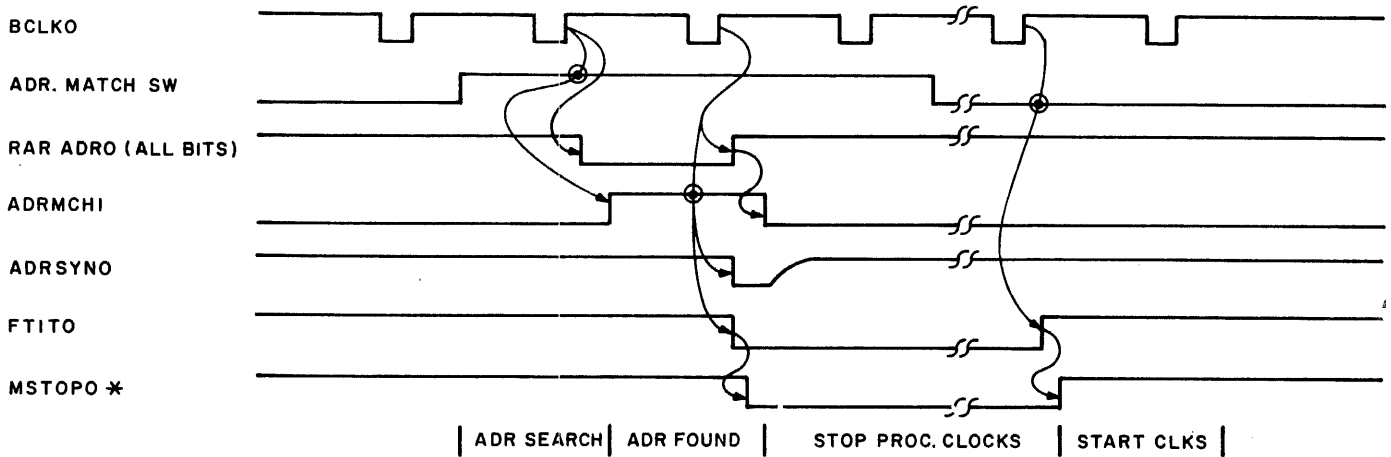 BCLKO
ADR. MATCH SW
RAR ADRO (ALL BITS)
ADRMCHI
ADRSYNO
FTITO
MSTOPO *
ADR SEARCH ADR FOUND STOP PROC. CLOCKS START CLKS